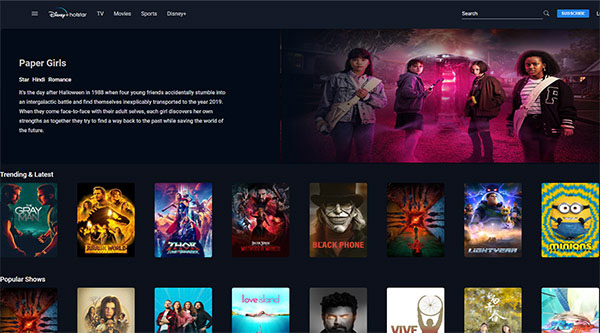 Disney+ hotstar TV Movies Sports Disney+ Search SUBSCRIBE
Paper Girls
Star Hindi Romance
It's the day after Halloween in 1988 when four young friends accidentally stumble into
an intergalactic battle and find themselves inexplicably transported to the year 2019.
When they come face-to-face with their adult selves, each girl discovers her own
strengths as together they try to find a way back to the past while saving the world of
the future.
Trending & Latest
THE
GRAY
MAN
JURASSIC WORLD
THOR
DOCTOR STRANGE
BLACK PHONE
LIGHTYEAR
MINIONS
Popular Shows
love island
VIVE